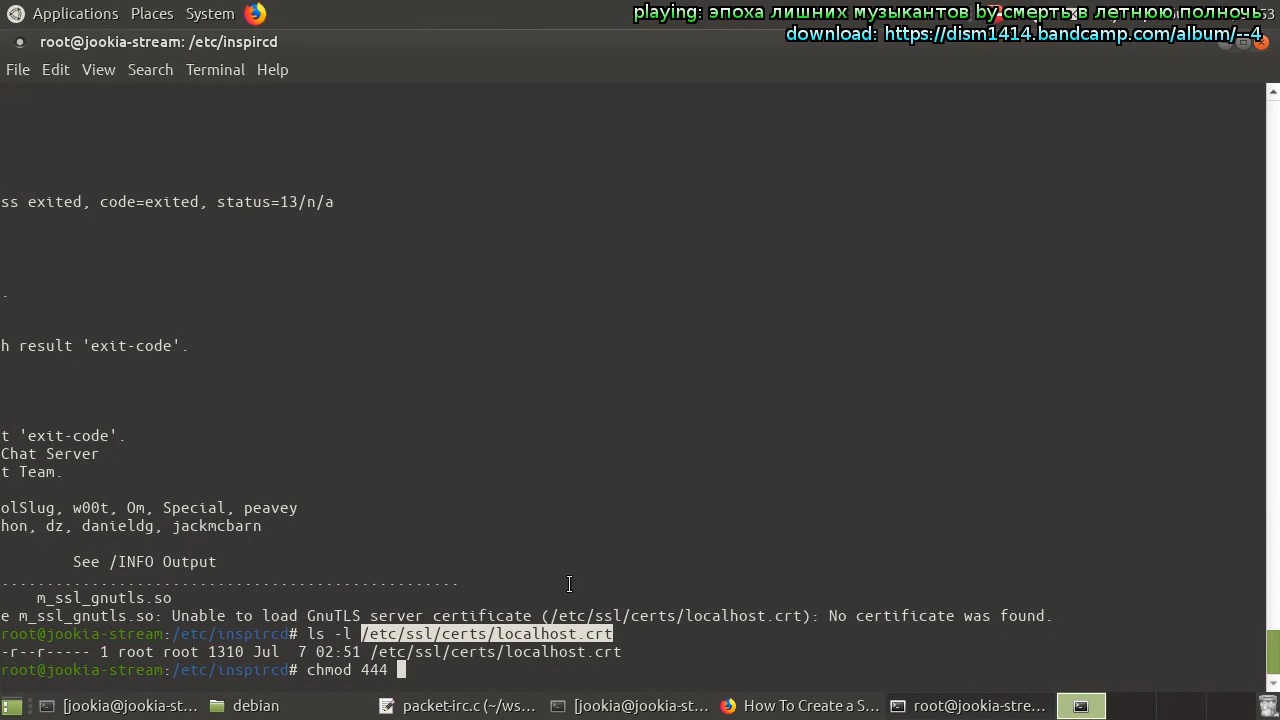 Applications Places System
playing: эпоха лишних музыкантов by смерть в летнюю полночь
download: https://dism1414.bandcamp.com/album/--4
root@jookia-stream: /etc/inspircd
File Edit View Search Terminal Help
ss exited, code=exited, status=13/n/a
.
h result 'exit-code'.
t 'exit-code'.
Chat Server
t Team.
olSlug, w00t, Om, Special, peavey
hon, dz, danieldg, jackmcbarn
See /INFO Output
...................................................
m_ssl_gnutls.so
e m_ssl_gnutls.so: Unable to load GnuTLS server certificate (/etc/ssl/certs/localhost.crt): No certificate was found.
root@jookia-stream:/etc/inspircd# ls -l /etc/ssl/certs/localhost.crt
-r--r----- 1 root root 1310 Jul  7 02:51 /etc/ssl/certs/localhost.crt
root@jookia-stream:/etc/inspircd# chmod 444
[jookia@jookia-st... debian packet-irc.c (~/ws... [jookia@jookia-st... How To Create a S... root@jookia-stre...